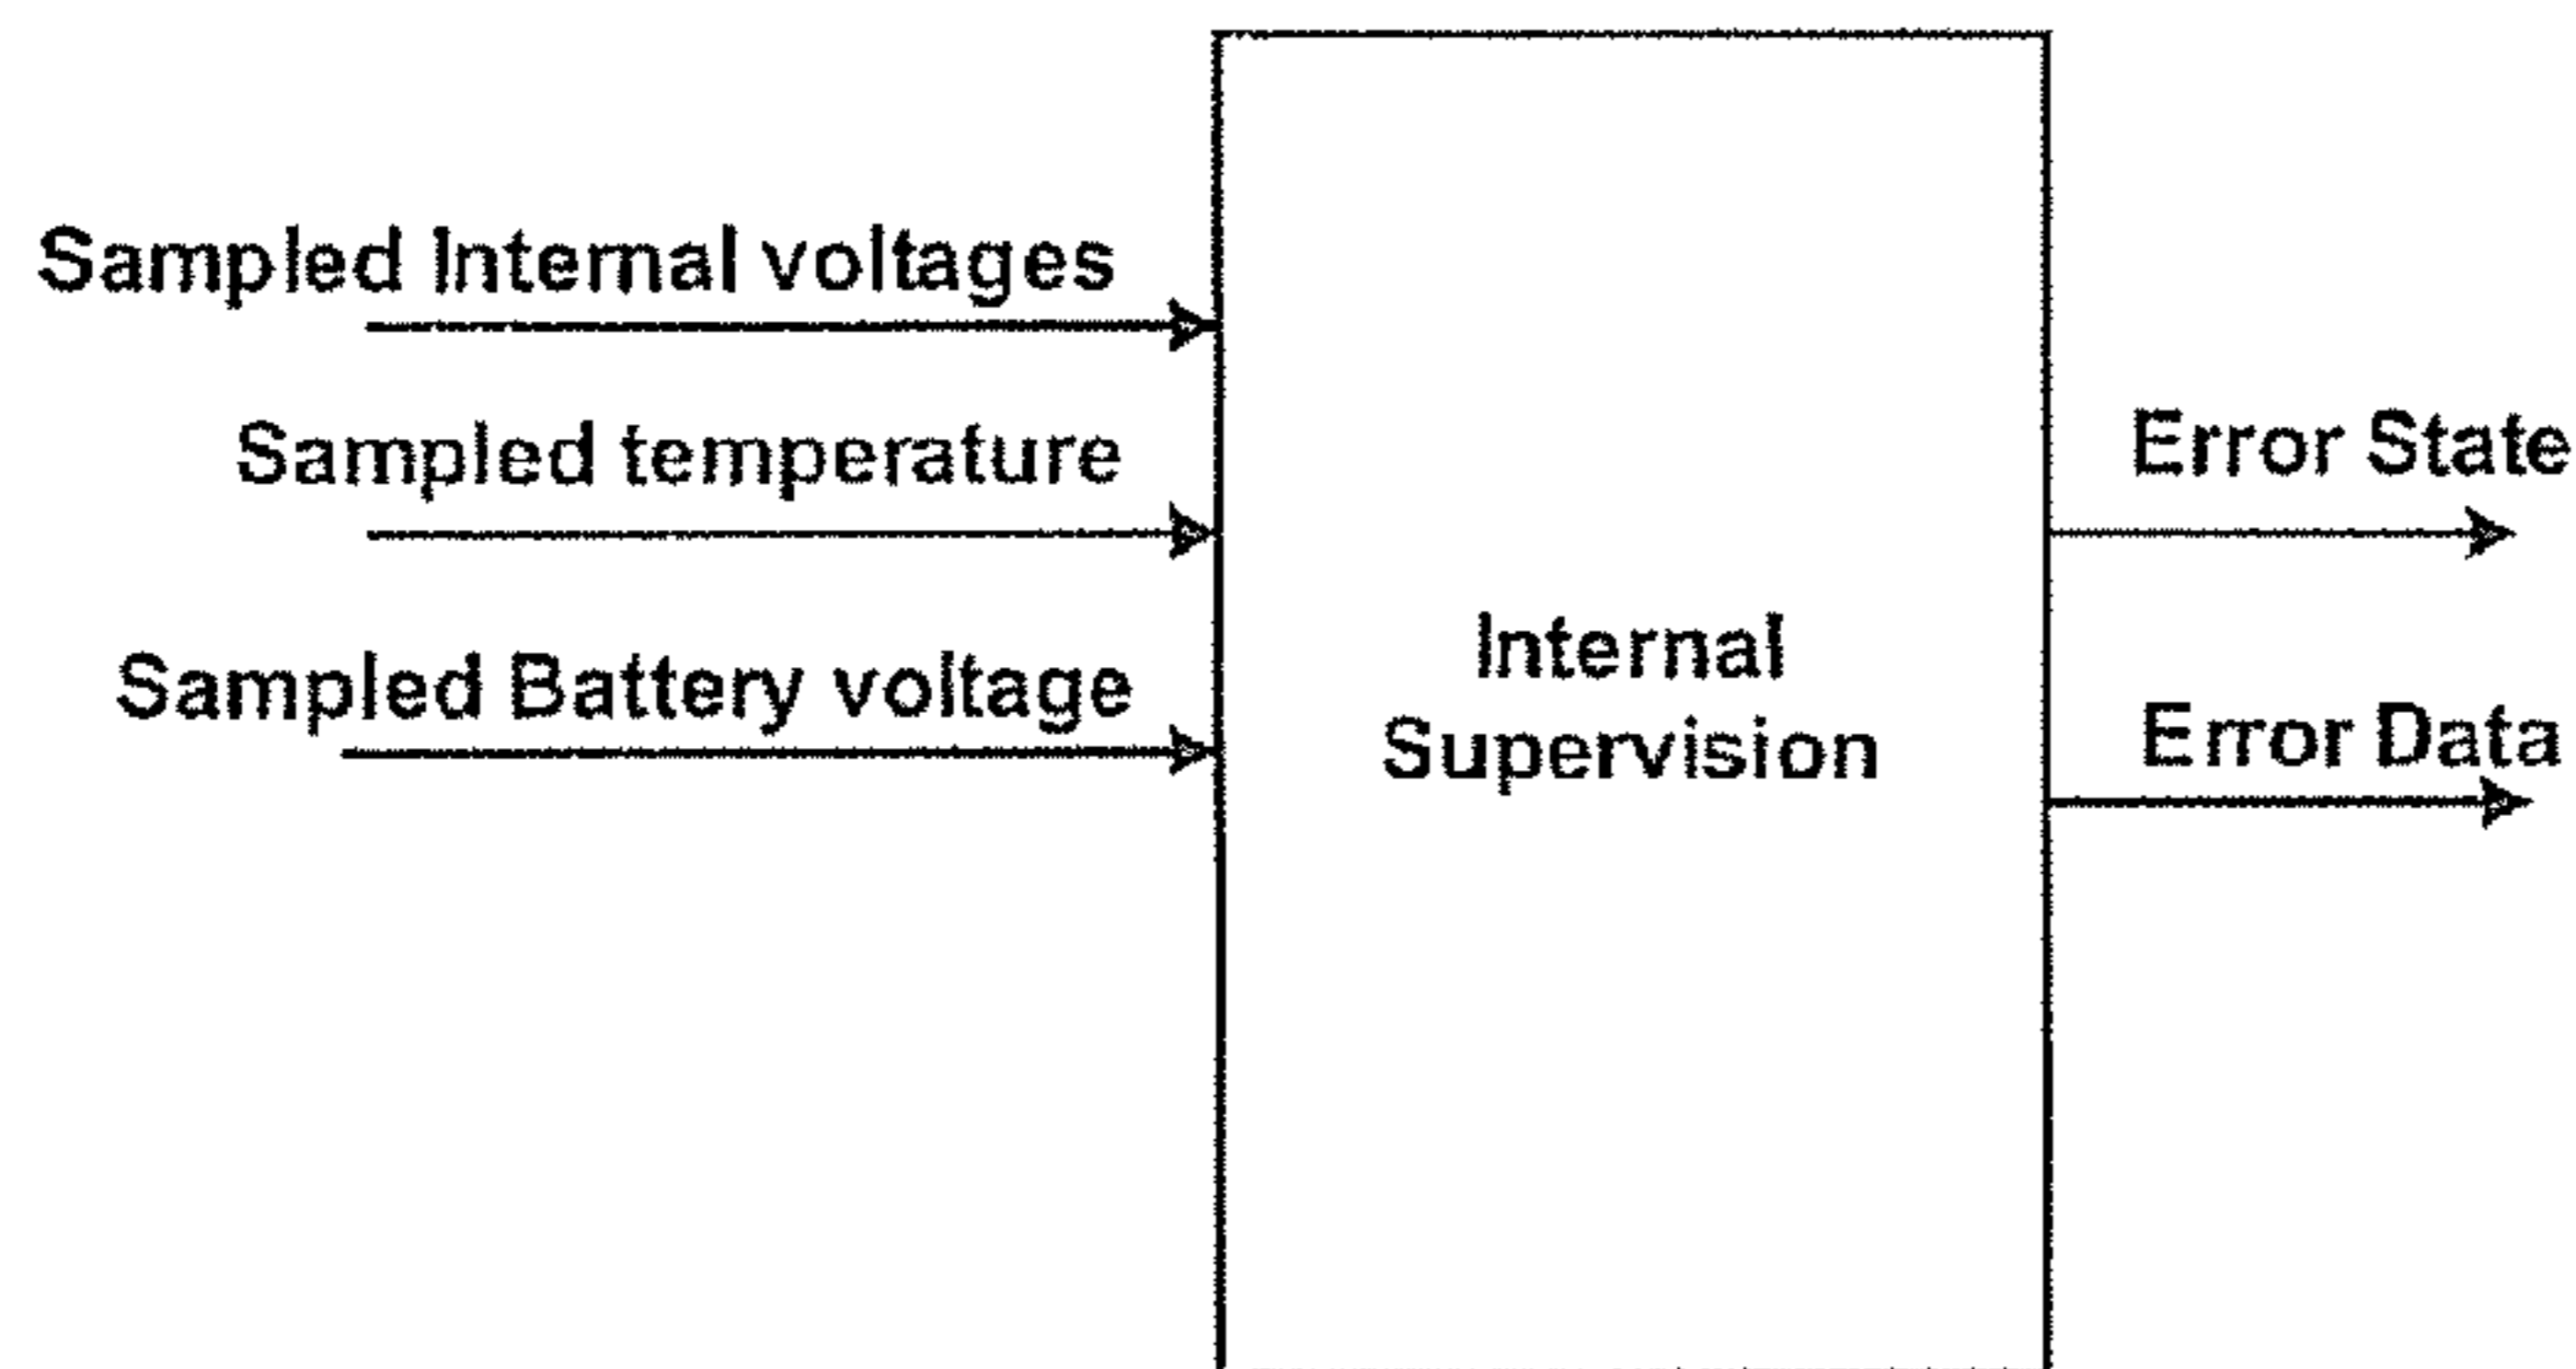 Sampled Internal voltages
Sampled temperature
Sampled Battery voltage
Internal
Supervision
Error State
Error Data